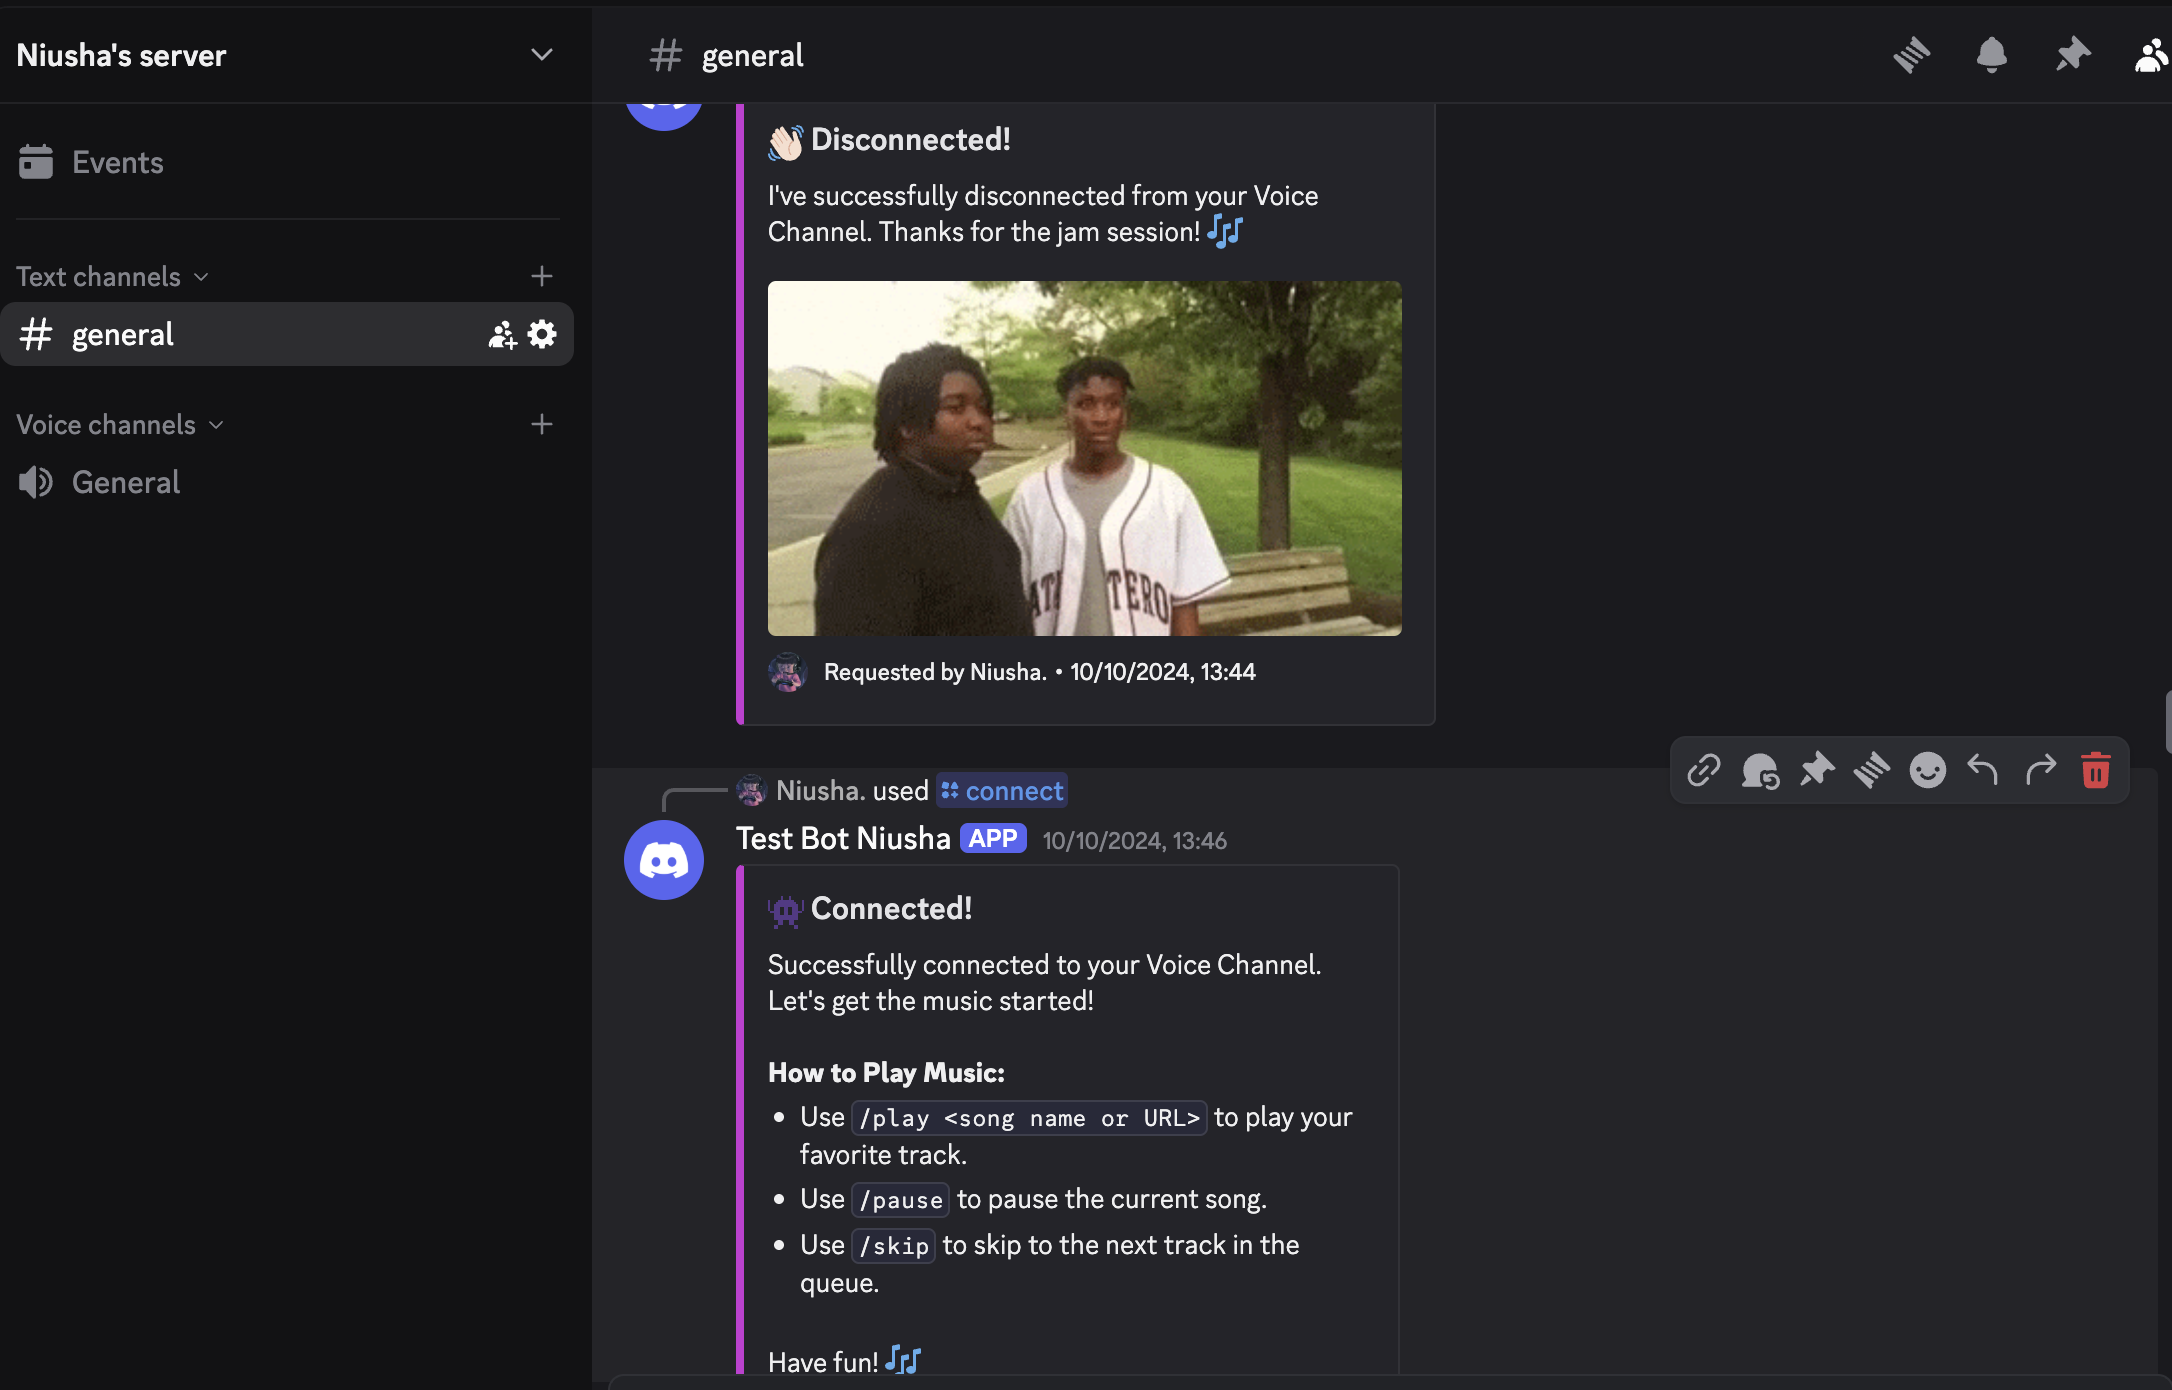 Niusha's server
general
Events
Text channels
general
Voice channels
General
Disconnected!
I've successfully disconnected from your Voice
Channel. Thanks for the jam session!
Requested by Niusha. • 10/10/2024, 13:44
Niusha. used connect
Test Bot Niusha APP 10/10/2024, 13:46
Connected!
Successfully connected to your Voice Channel.
Let's get the music started!
How to Play Music:
• Use /play <song name or URL> to play your
favorite track.
• Use /pause to pause the current song.
• Use /skip to skip to the next track in the
queue.
Have fun!